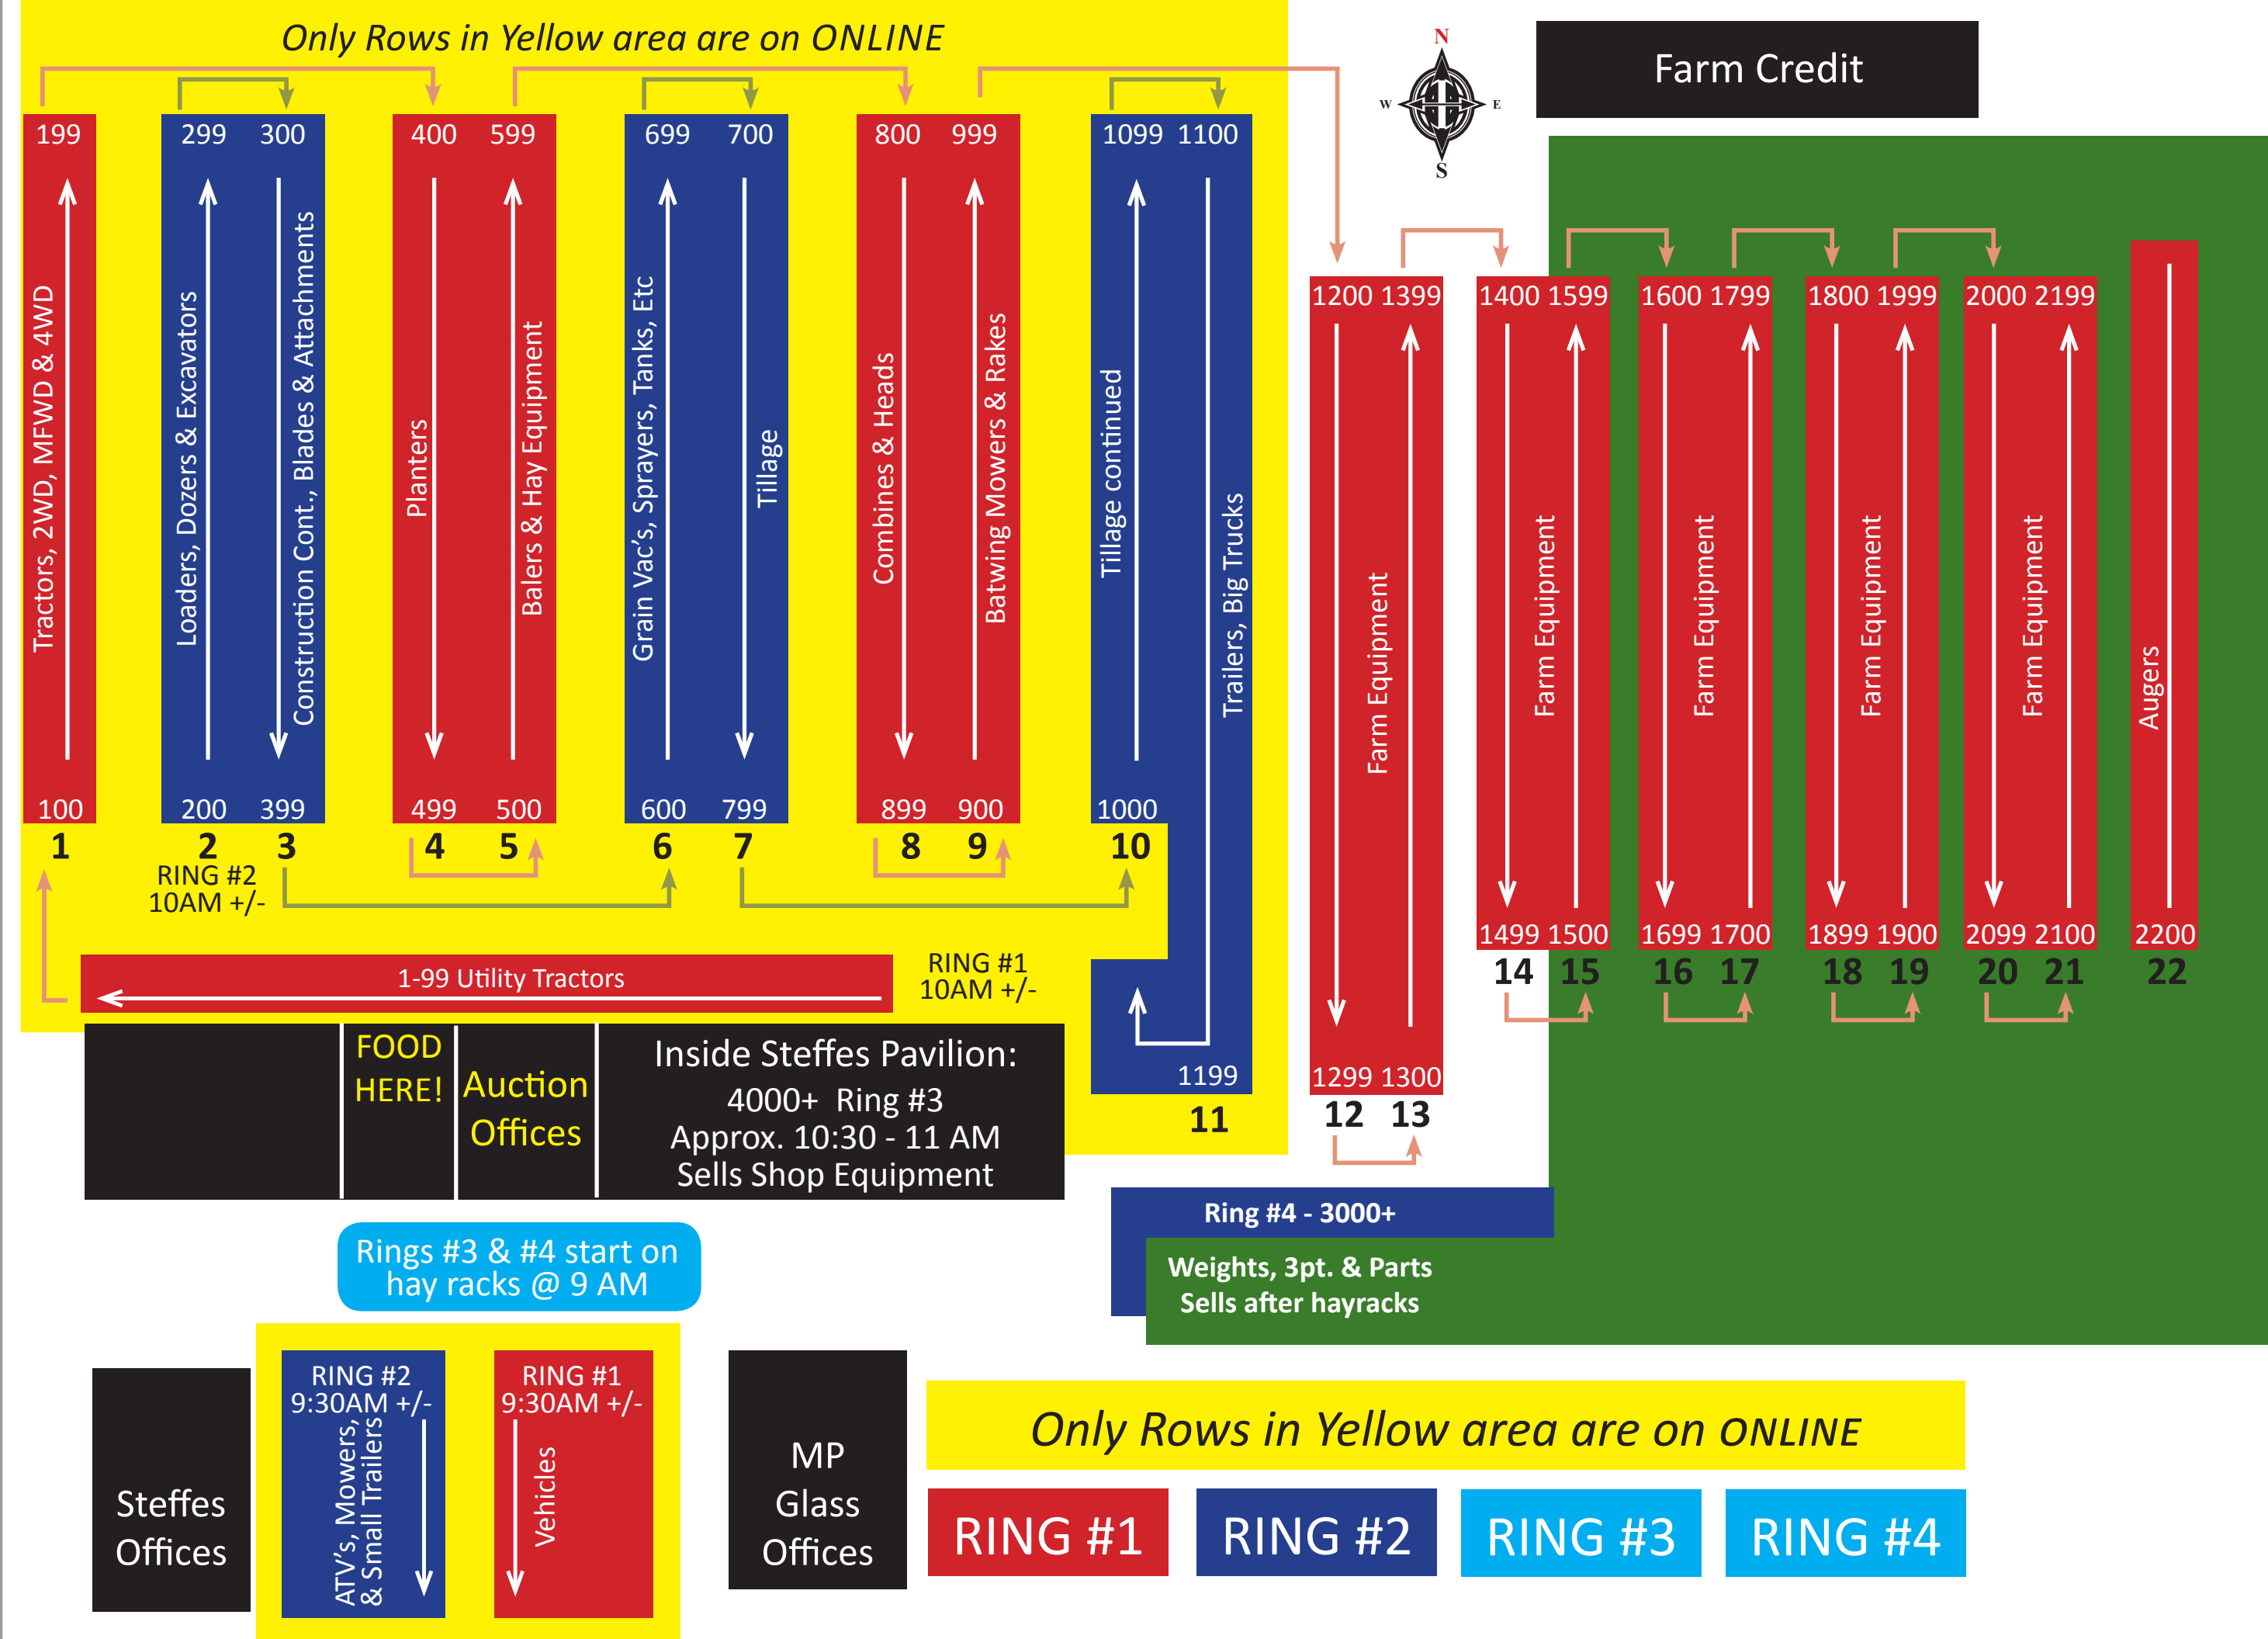 Only Rows in Yellow area are on ONLINE
N
W
E
S
Farm Credit
199
299 300
400 599
699 700
800 999
1099 1100
Tractors, 2WD, MFWD & 4WD
Loaders, Dozers & Excavators
Construction Cont., Blades & Attachments
Planters
Balers & Hay Equipment
Grain Vac's, Sprayers, Tanks, Etc
Tillage
Combines & Heads
Batwing Mowers & Rakes
Tillage continued
Trailers, Big Trucks
100
200 399
499 500
600 799
899 900
1000
1
2
3
4
5
6
7
8
9
10
RING #2
10AM +/-
1200 1399
1400 1599
1600 1799
1800 1999
2000 2199
Farm Equipment
Farm Equipment
Farm Equipment
Farm Equipment
Farm Equipment
Augers
1499 1500
1699 1700
1899 1900
2099 2100
2200
14
15
16
17
18
19
20
21
22
1-99 Utility Tractors
RING #1
10AM +/-
1199
11
1299 1300
12
13
FOOD
HERE!
Auction
Offices
Inside Steffes Pavilion:
4000+ Ring #3
Approx. 10:30 - 11 AM
Sells Shop Equipment
Ring #4 - 3000+
Weights, 3pt. & Parts
Sells after hayracks
Rings #3 & #4 start on
hay racks @ 9 AM
Steffes
Offices
RING #2
9:30AM +/-
ATV's, Mowers,
& Small Trailers
RING #1
9:30AM +/-
Vehicles
MP
Glass
Offices
Only Rows in Yellow area are on ONLINE
RING #1
RING #2
RING #3
RING #4